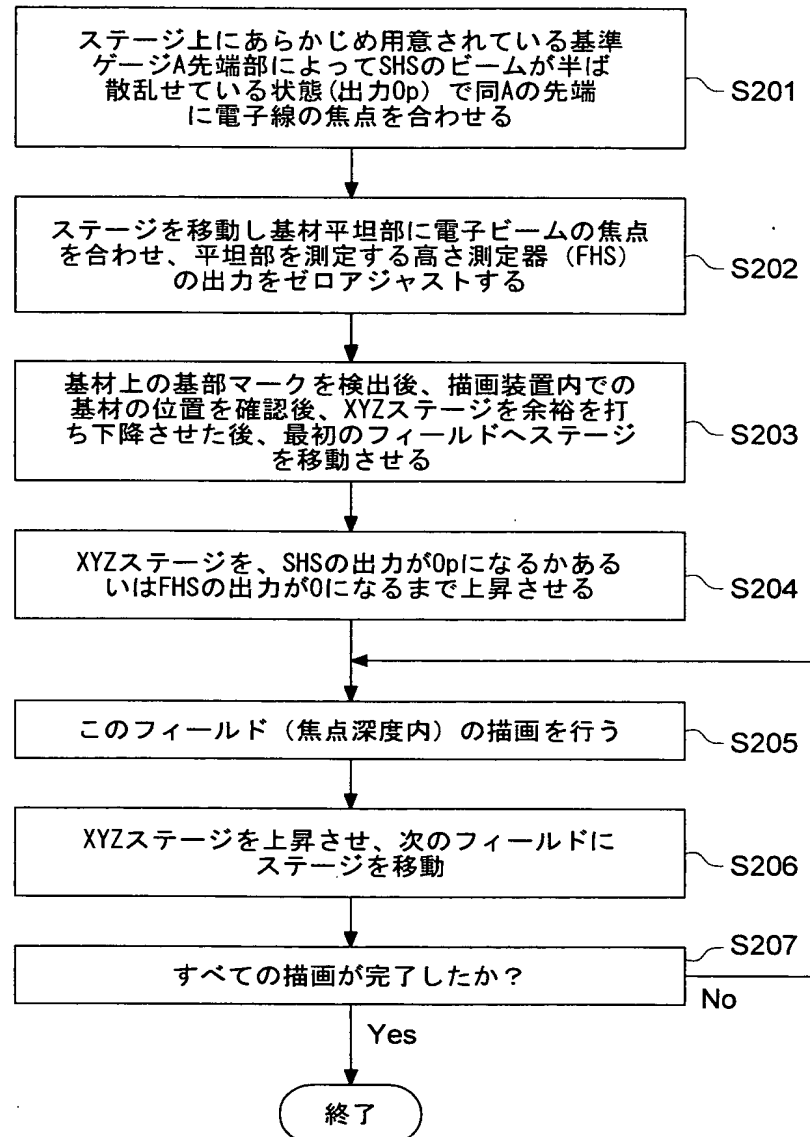 ステージ上にあらかじめ用意されている基準
ゲージA先端部によってSHSのビームが半ば
散乱せている状態(出力Op)で同Aの先端
に電子線の焦点を合わせる
S201
ステージを移動し基材平坦部に電子ビームの焦点
を合わせ、平坦部を測定する高さ測定器(FHS)
の出力をゼロアジャストする
S202
基材上の基部マークを検出後、描画装置内での
基材の位置を確認後、XYZステージを余裕を打
ち下降させた後、最初のフィールドへステージ
を移動させる
S203
XYZステージを、SHSの出力がOpになるかある
いはFHSの出力が0になるまで上昇させる
S204
このフィールド(焦点深度内)の描画を行う
S205
XYZステージを上昇させ、次のフィールドに
ステージを移動
S206
すべての描画が完了したか?
S207
No
Yes
終了